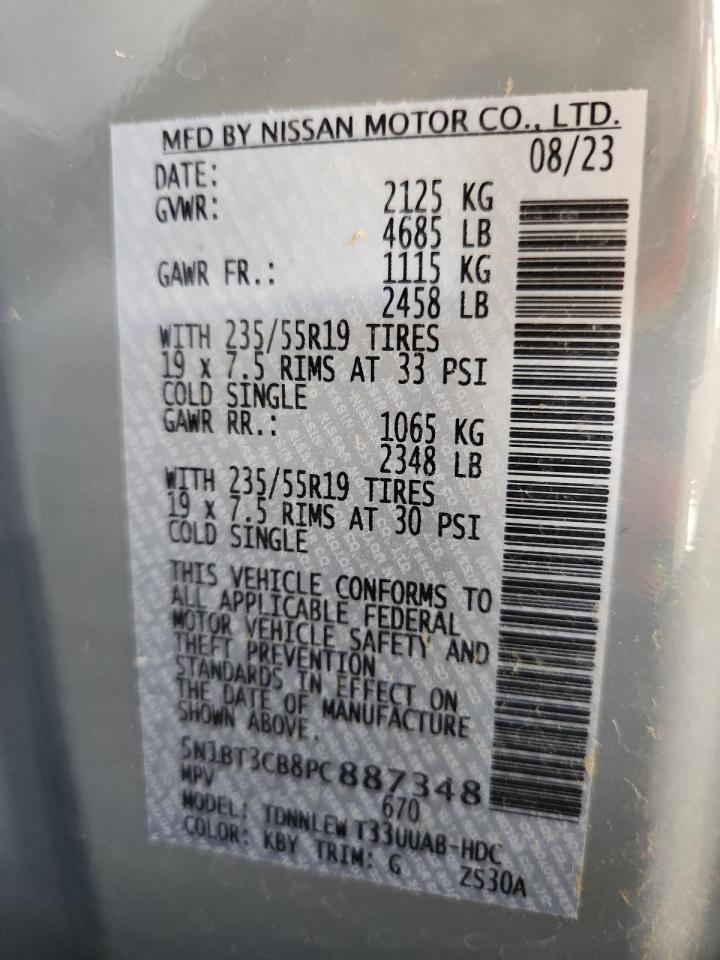 MFD BY NISSAN MOTOR CO., LTD.
DATE: 08/23
GVWR: 2125 KG
4685 LB
GAWR FR.: 1115 KG
2458 LB
WITH 235/55R19 TIRES
19 x 7.5 RIMS AT 33 PSI
COLD SINGLE
GAWR RR.: 1065 KG
2348 LB
WITH 235/55R19 TIRES
19 x 7.5 RIMS AT 30 PSI
COLD SINGLE
THIS VEHICLE CONFORMS TO
ALL APPLICABLE FEDERAL
MOTOR VEHICLE SAFETY AND
THEFT PREVENTION
STANDARDS IN EFFECT ON
THE DATE OF MANUFACTURE
SHOWN ABOVE.
5N1BT3CB8PC887348
MPV 670
MODEL: TDNNLEW T33UUAB-HDC
COLOR: KBY TRIM: G ZS30A